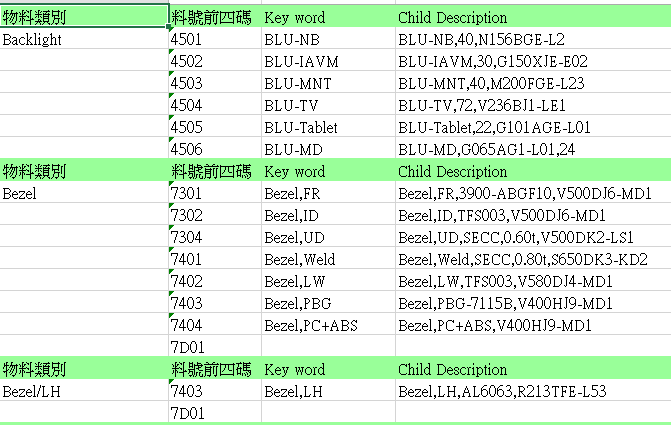 物料類別 料號前四碼 Key word Child Description
Backlight 4501 BLU-NB BLU-NB,40,N156BGE-L2
4502 BLU-IAVM BLU-IAVM,30,G150XJE-E02
4503 BLU-MNT BLU-MNT,40,M200FGE-L23
4504 BLU-TV BLU-TV,72,V236BJ1-LE1
4505 BLU-Tablet BLU-Tablet,22,G101AGE-L01
4506 BLU-MD BLU-MD,G065AG1-L01,24
物料類別 料號前四碼 Key word Child Description
Bezel 7301 Bezel,FR Bezel,FR,3900-ABGF10,V500DJ6-MD1
7302 Bezel,ID Bezel,ID,TFS003,V500DJ6-MD1
7304 Bezel,UD Bezel,UD,SECC,0.60t,V500DK2-LS1
7401 Bezel,Weld Bezel,Weld,SECC,0.80t,S650DK3-KD2
7402 Bezel,LW Bezel,LW,TFS003,V580DJ4-MD1
7403 Bezel,PBG Bezel,PBG-7115B,V400HJ9-MD1
7404 Bezel,PC+ABS Bezel,PC+ABS,V400HJ9-MD1
7D01
物料類別 料號前四碼 Key word Child Description
Bezel/LH 7403 Bezel,LH Bezel,LH,AL6063,R213TFE-L53
7D01